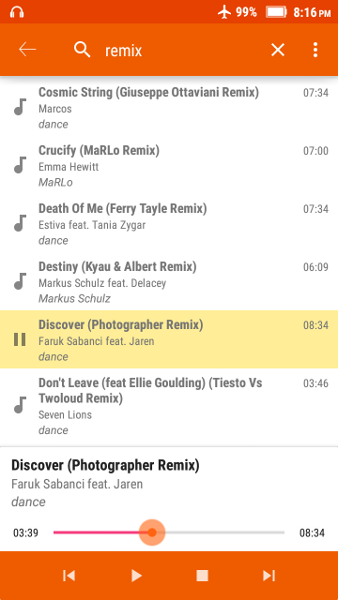 99% 8:16 PM
remix
Cosmic String (Giuseppe Ottaviani Remix) 07:34
Marcos
dance
Crucify (MaRLo Remix) 07:00
Emma Hewitt
MaRLo
Death Of Me (Ferry Tayle Remix) 07:34
Estiva feat. Tania Zygar
dance
Destiny (Kyau & Albert Remix) 06:09
Markus Schulz feat. Delacey
Markus Schulz
Discover (Photographer Remix) 08:34
Faruk Sabanci feat. Jaren
dance
Don't Leave (feat Ellie Goulding) (Tiesto Vs 03:46
Twoloud Remix)
Seven Lions
dance
Discover (Photographer Remix)
Faruk Sabanci feat. Jaren
dance
03:39 08:34